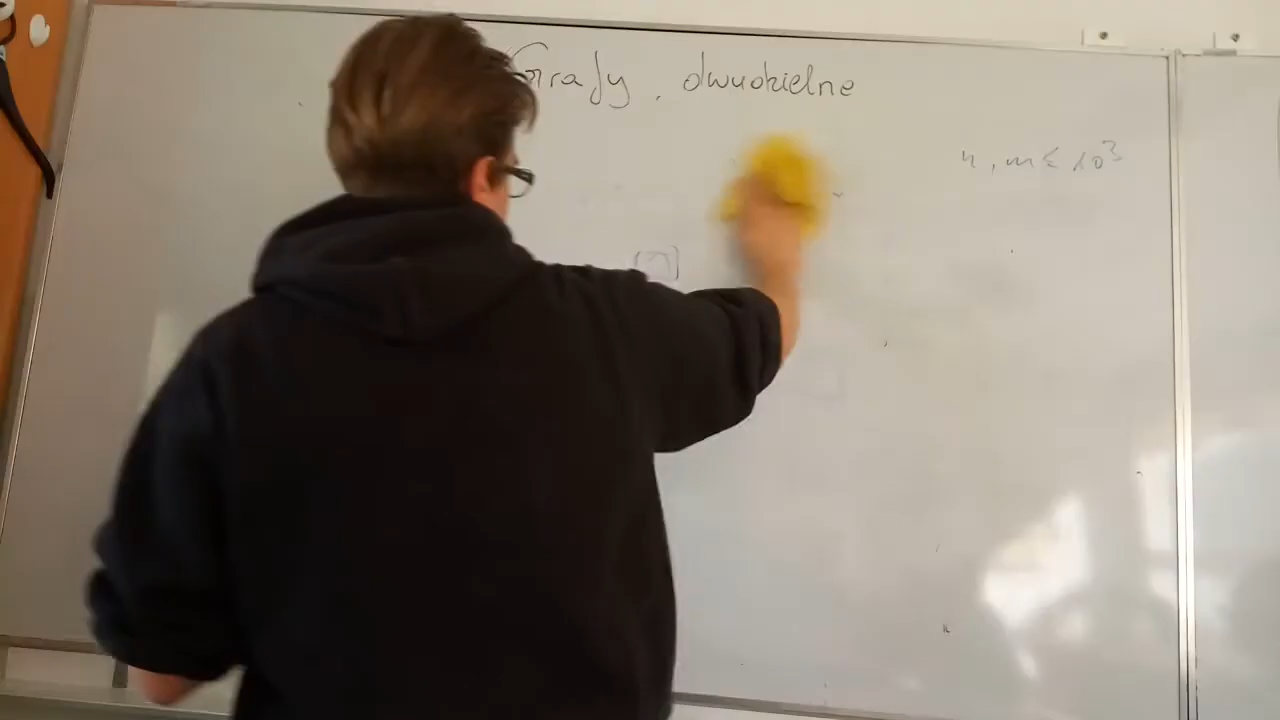 Grafy dwudzielne
n, m ≤ 10³